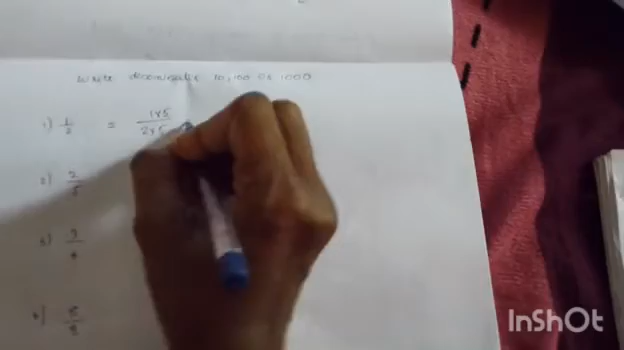 write decimals 10, 100 or 1000
1) 1/2 = 1×5/2×5
2) 2/5
3) 3/4
4) 5/8
InShOt